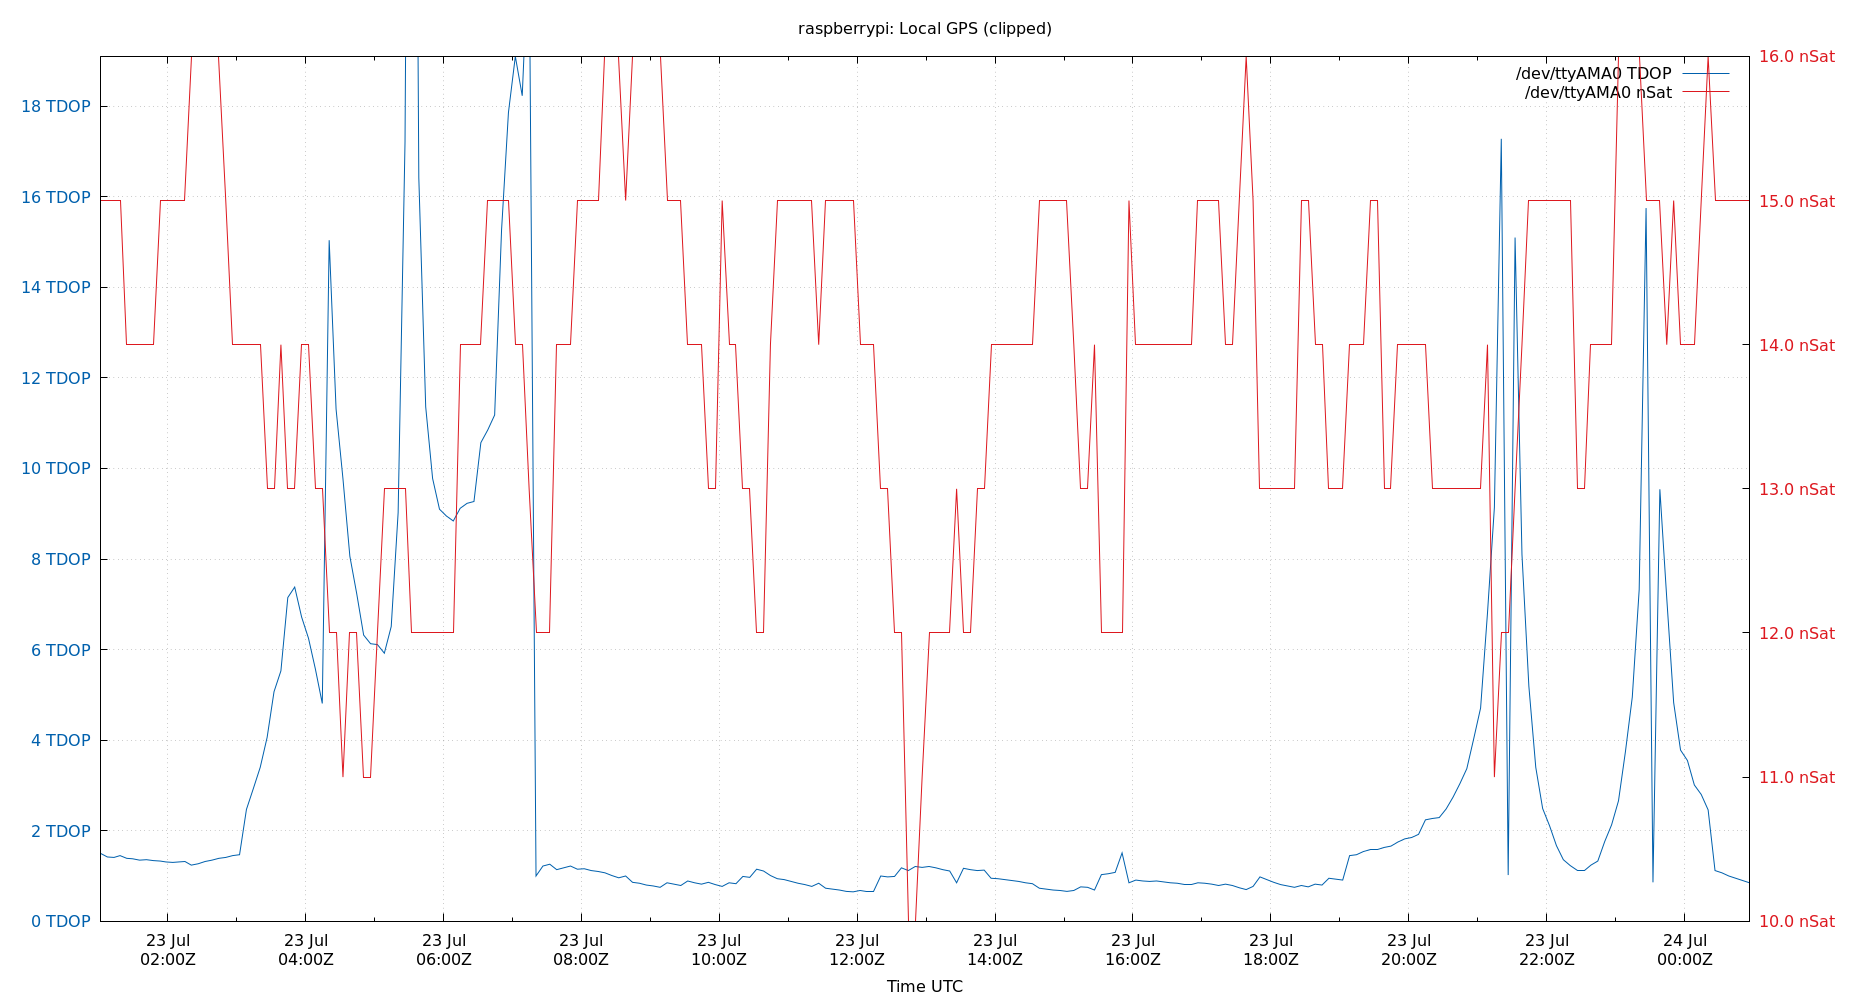 raspberrypi: Local GPS (clipped)
/dev/ttyAMA0 TDOP
/dev/ttyAMA0 nSat
18 TDOP
16 TDOP
14 TDOP
12 TDOP
10 TDOP
8 TDOP
6 TDOP
4 TDOP
2 TDOP
0 TDOP
16.0 nSat
15.0 nSat
14.0 nSat
13.0 nSat
12.0 nSat
11.0 nSat
10.0 nSat
23 Jul
02:00Z
23 Jul
04:00Z
23 Jul
06:00Z
23 Jul
08:00Z
23 Jul
10:00Z
23 Jul
12:00Z
23 Jul
14:00Z
23 Jul
16:00Z
23 Jul
18:00Z
23 Jul
20:00Z
23 Jul
22:00Z
24 Jul
00:00Z
Time UTC